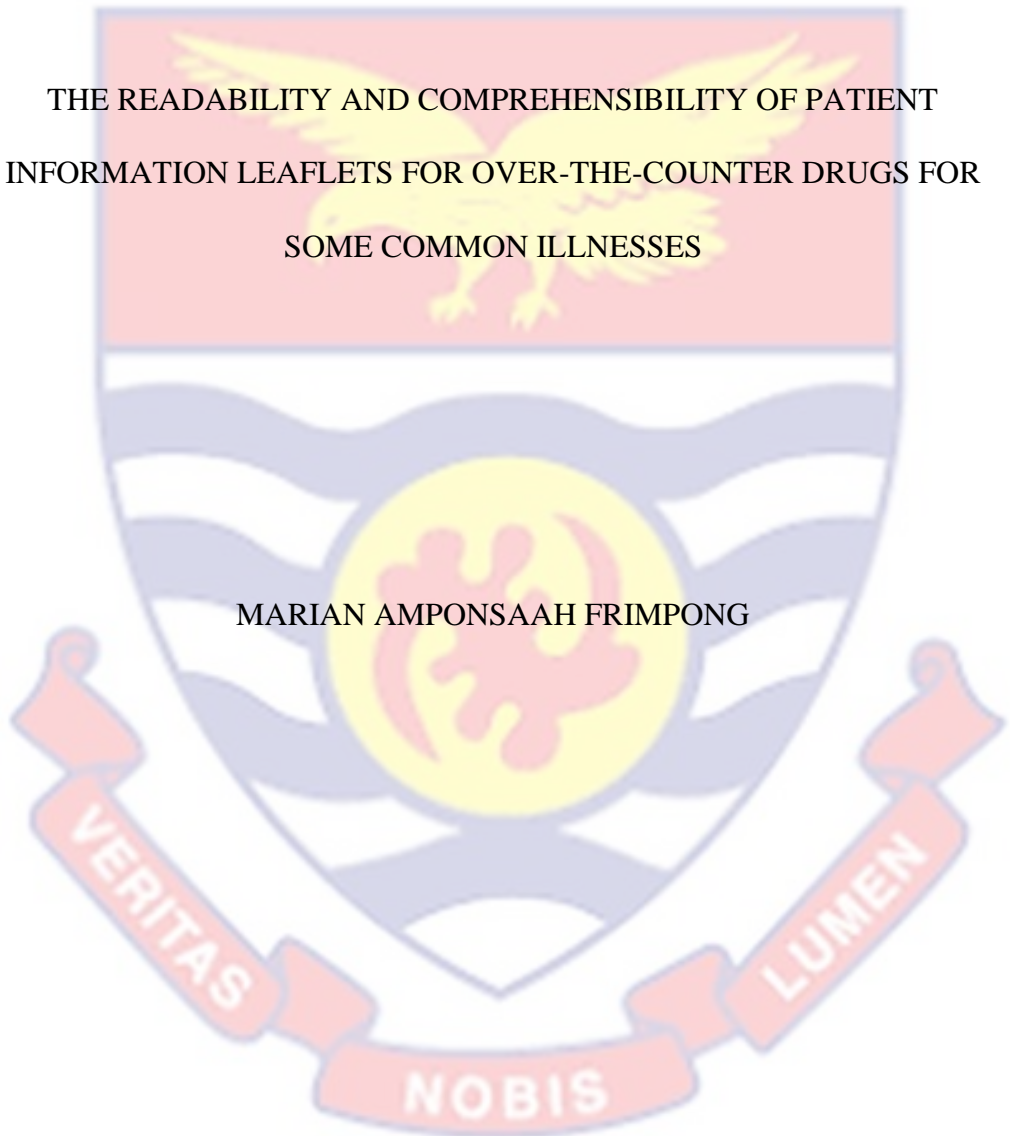 THE READABILITY AND COMPREHENSIBILITY OF PATIENT
INFORMATION LEAFLETS FOR OVER-THE-COUNTER DRUGS FOR
SOME COMMON ILLNESSES
MARIAN AMPONSAAH FRIMPONG
VERITAS
NOBIS
LUMEN